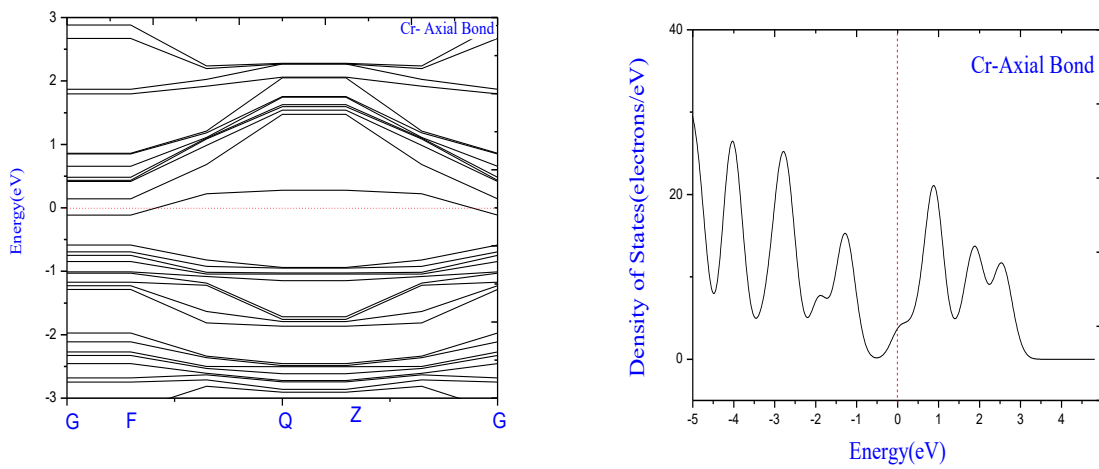 Cr- Axial Bond
3
2
1
0
-1
-2
-3
Energy(eV)
G F Q Z G
Cr-Axial Bond
40
20
0
Density of States(electrons/eV)
-5 -4 -3 -2 -1 0 1 2 3 4
Energy(eV)